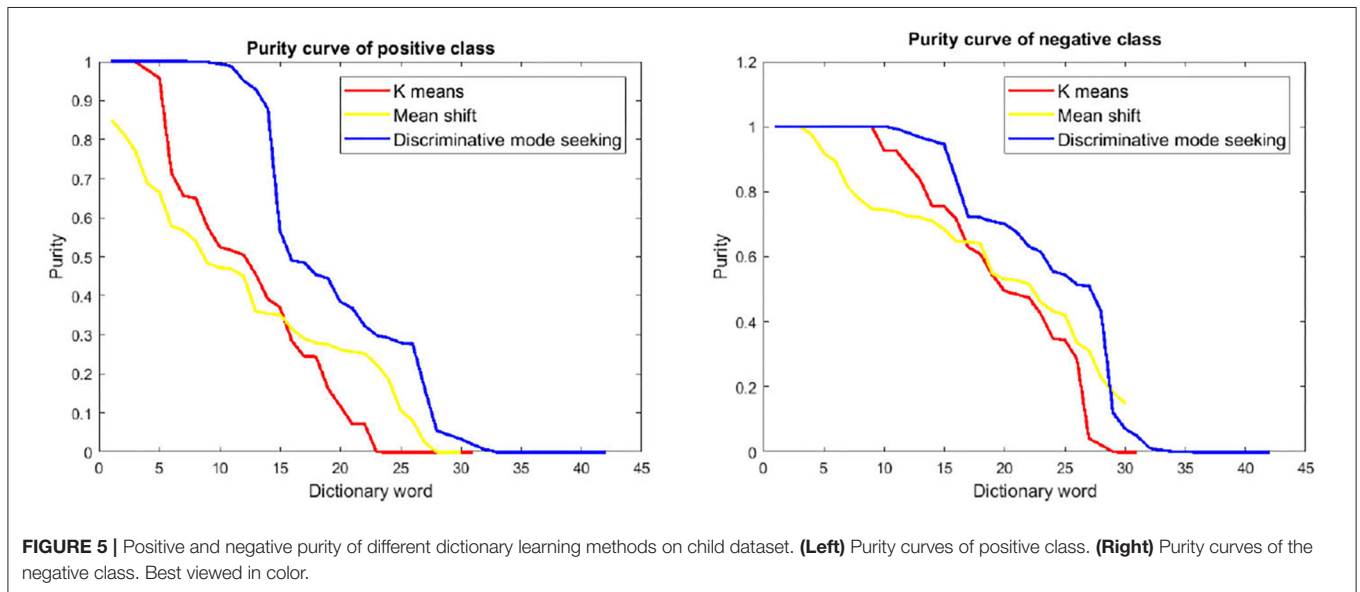 Purity curve of positive class
1
0.9
0.8
0.7
0.6
0.5
0.4
0.3
0.2
0.1
0
Purity
K means
Mean shift
Discriminative mode seeking
0 5 10 15 20 25 30 35 40 45
Dictionary word
Purity curve of negative class
1.2
1
0.8
0.6
0.4
0.2
0
Purity
K means
Mean shift
Discriminative mode seeking
0 5 10 15 20 25 30 35 40 45
Dictionary word
FIGURE 5 | Positive and negative purity of different dictionary learning methods on child dataset. (Left) Purity curves of positive class. (Right) Purity curves of the
negative class. Best viewed in color.